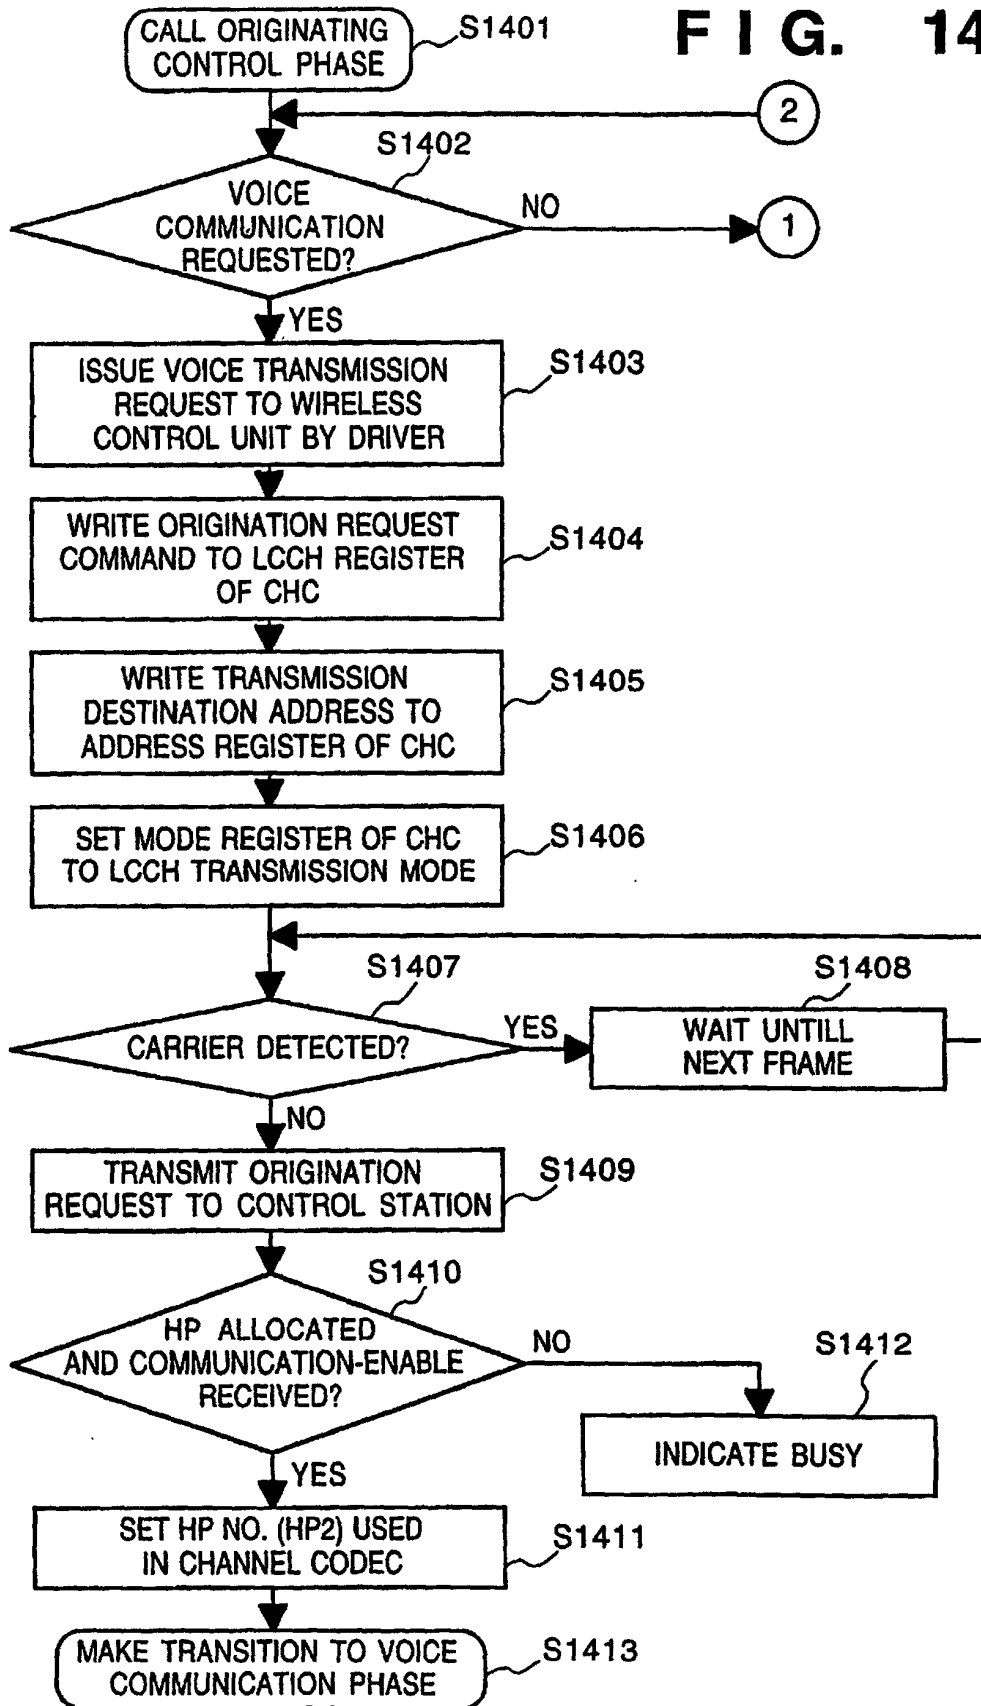 CALL ORIGINATING
CONTROL PHASE
S1401
FIG. 14
2
S1402
VOICE
COMMUNICATION
REQUESTED?
NO
1
YES
ISSUE VOICE TRANSMISSION
REQUEST TO WIRELESS
CONTROL UNIT BY DRIVER
S1403
WRITE ORIGINATION REQUEST
COMMAND TO LCCH REGISTER
OF CHC
S1404
WRITE TRANSMISSION
DESTINATION ADDRESS TO
ADDRESS REGISTER OF CHC
S1405
SET MODE REGISTER OF CHC
TO LCCH TRANSMISSION MODE
S1406
S1407
CARRIER DETECTED?
YES
S1408
WAIT UNTILL
NEXT FRAME
NO
TRANSMIT ORIGINATION
REQUEST TO CONTROL STATION
S1409
S1410
HP ALLOCATED
AND COMMUNICATION-ENABLE
RECEIVED?
NO
S1412
INDICATE BUSY
YES
SET HP NO. (HP2) USED
IN CHANNEL CODEC
S1411
MAKE TRANSITION TO VOICE
COMMUNICATION PHASE
S1413